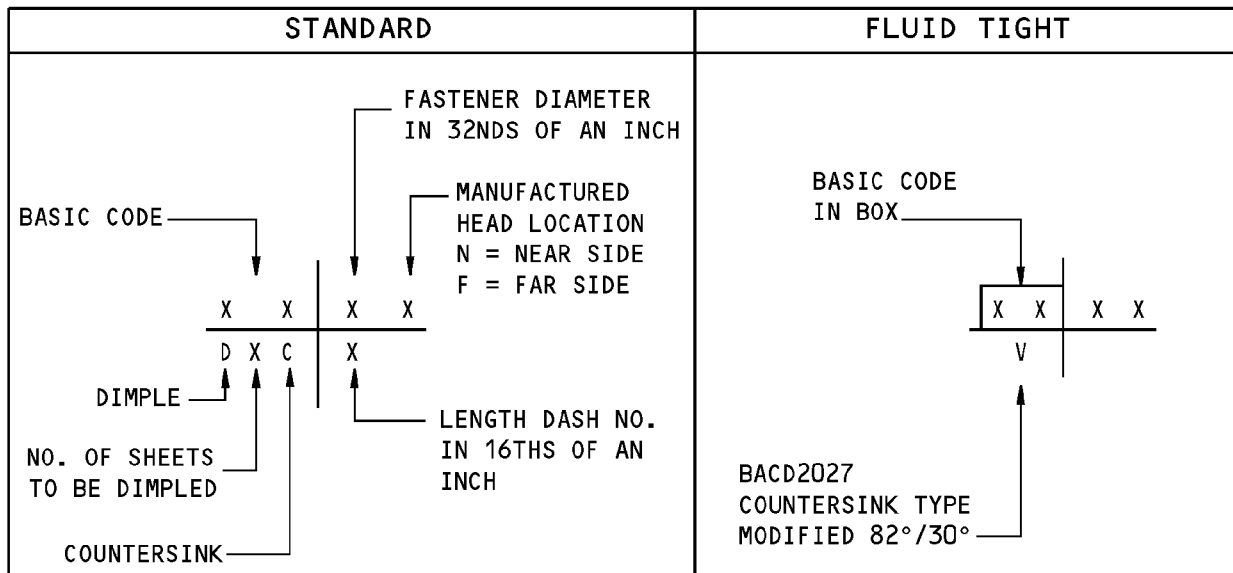 STANDARD
FLUID TIGHT
FASTENER DIAMETER
IN 32NDS OF AN INCH
MANUFACTURED
HEAD LOCATION
N = NEAR SIDE
F = FAR SIDE
BASIC CODE
X X X X
D X C X
DIMPLE
NO. OF SHEETS
TO BE DIMPLED
COUNTERSINK
LENGTH DASH NO.
IN 16THS OF AN
INCH
BASIC CODE
IN BOX
X X X X
V
BACD2027
COUNTERSINK TYPE
MODIFIED 82°/30°